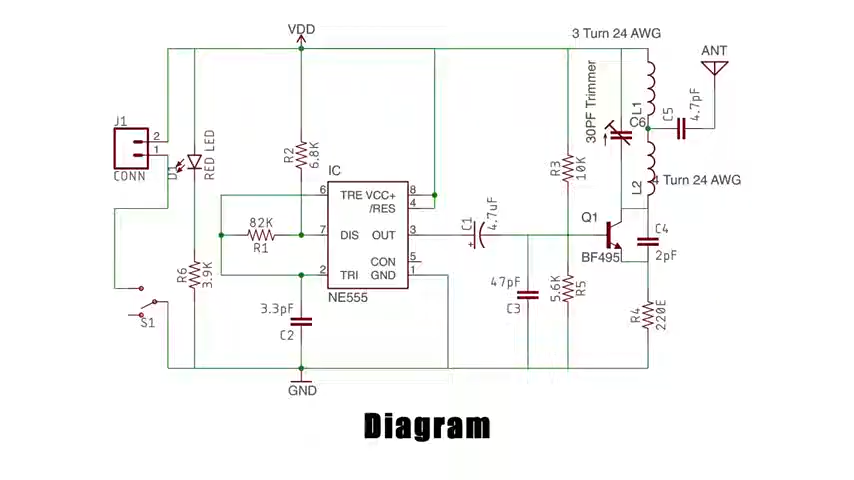 VDD
3 Turn 24 AWG
ANT
J1
2
1
CONN
D1
RED LED
R2
6.8K
30PF Trimmer
C6
L1
C5
4.7pF
L2
4 Turn 24 AWG
R3
10K
IC
6 TRE VCC+ 8
/RES 4
7 DIS OUT 3
CON 5
2 TRI GND 1
NE555
82K
R1
C1
4.7uF
+
Q1
BF495
C4
2pF
R6
3.9K
3.3pF
C2
47pF
C3
5.6K
R5
R4
220E
S1
GND
Diagram